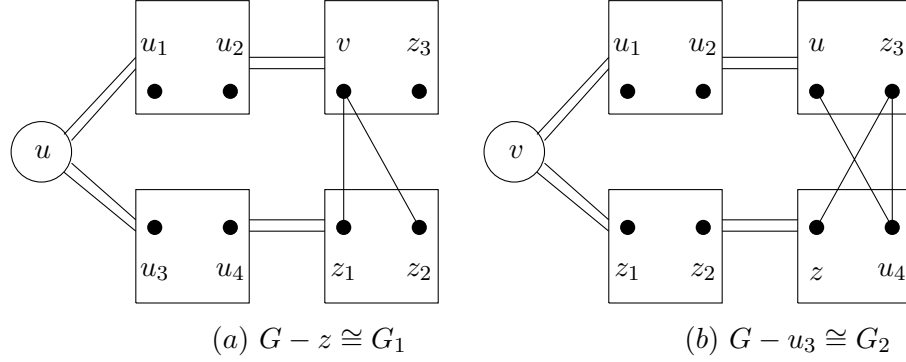 u₁ u₂ v z₃
u
u₃ u₄ z₁ z₂
(a) G − z ≅ G₁
u₁ u₂ u z₃
v
z₁ z₂ z u₄
(b) G − u₃ ≅ G₂